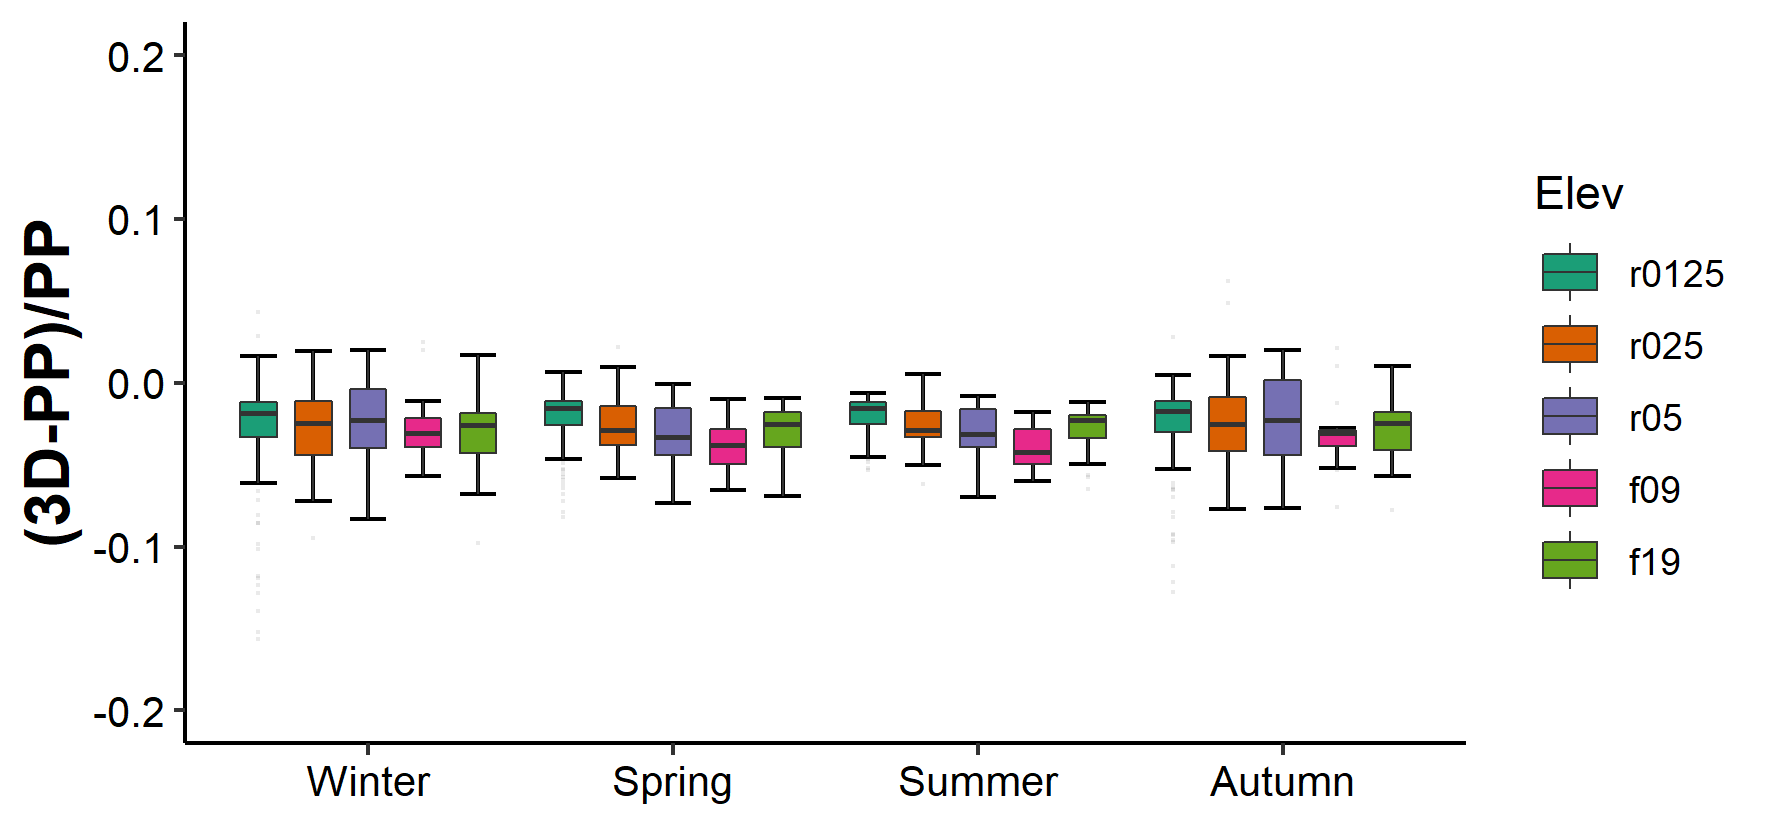 (3D-PP)/PP
0.2
0.1
0.0
-0.1
-0.2
Winter
Spring
Summer
Autumn
Elev
r0125
r025
r05
f09
f19